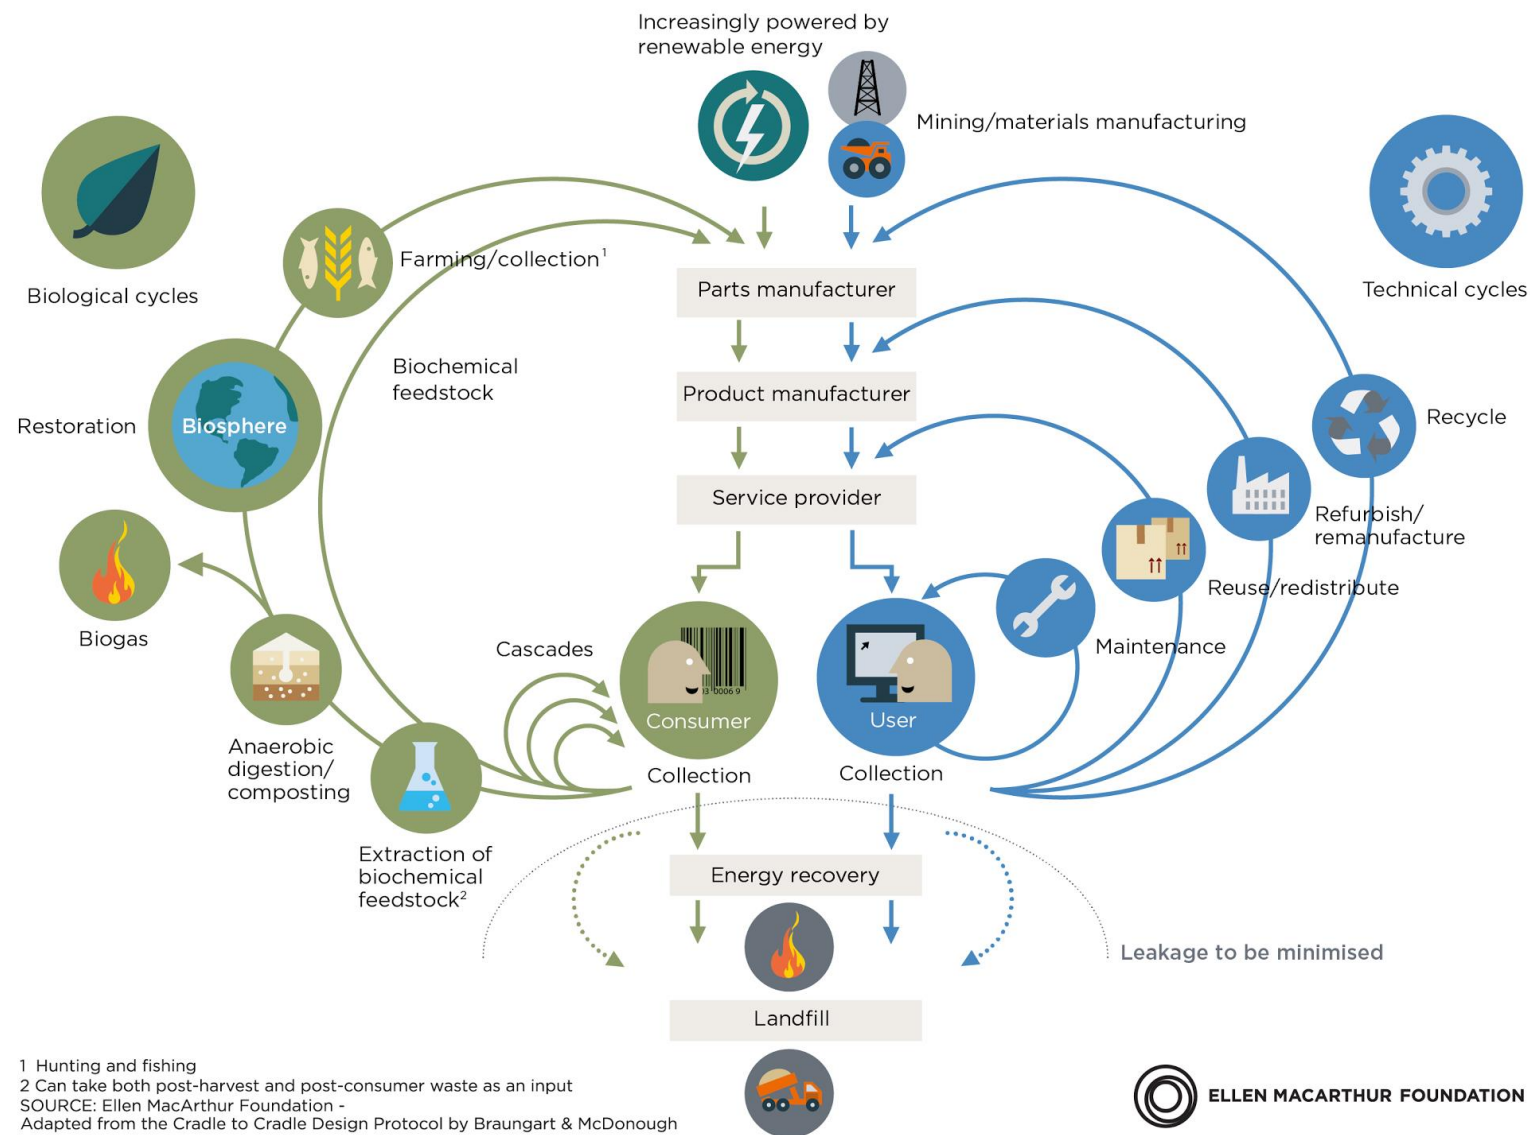 Increasingly powered by
renewable energy
Mining/materials manufacturing
Farming/collection¹
Biological cycles
Parts manufacturer
Technical cycles
Biochemical
feedstock
Product manufacturer
Restoration
Biosphere
Recycle
Service provider
Refurbish/
remanufacture
Reuse/redistribute
Biogas
Cascades
Maintenance
03 0006 9
Consumer
User
Anaerobic
digestion/
composting
Collection
Collection
Extraction of
biochemical
feedstock²
Energy recovery
Leakage to be minimised
Landfill
1 Hunting and fishing
2 Can take both post-harvest and post-consumer waste as an input
SOURCE: Ellen MacArthur Foundation -
Adapted from the Cradle to Cradle Design Protocol by Braungart & McDonough
ELLEN MACARTHUR FOUNDATION